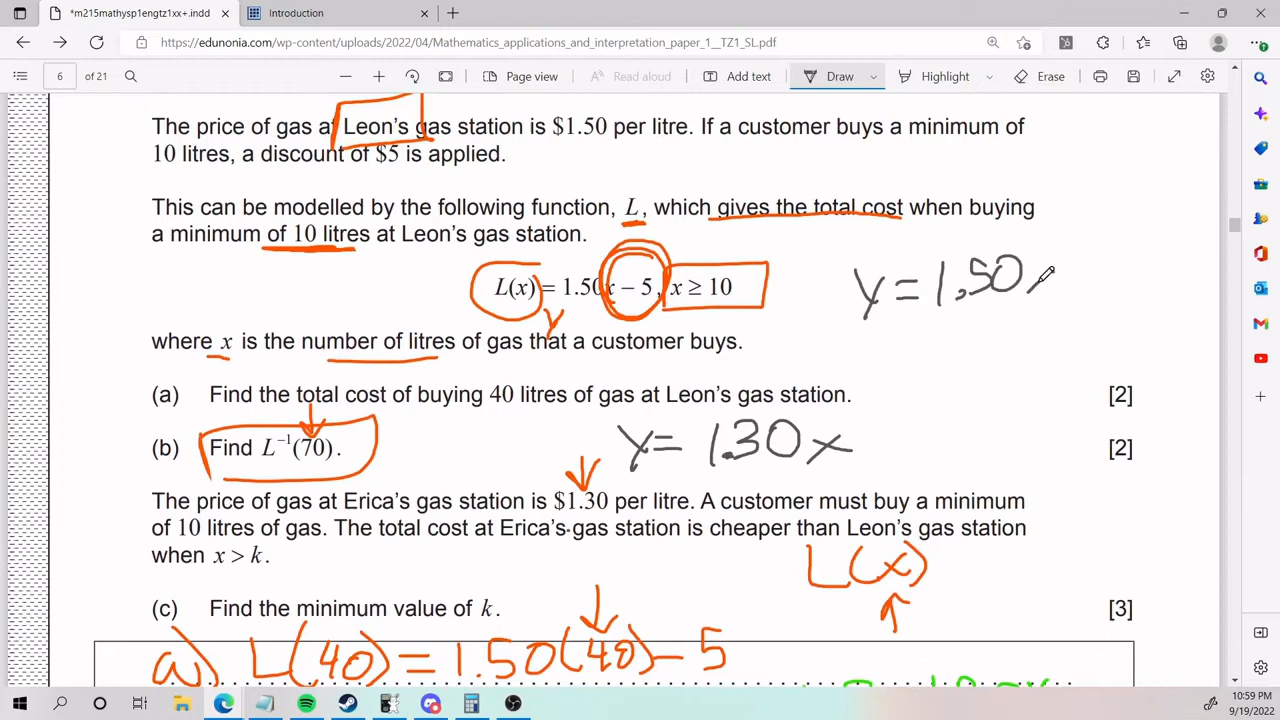 *m215mathysp1engtz1xx+.indd
Introduction
https://edunonia.com/wp-content/uploads/2022/04/Mathematics_applications_and_interpretation_paper_1__TZ1_SL.pdf
6 of 21
Page view
Read aloud
Add text
Draw
Highlight
Erase
The price of gas at Leon's gas station is $1.50 per litre. If a customer buys a minimum of
10 litres, a discount of $5 is applied.
This can be modelled by the following function, L, which gives the total cost when buying
a minimum of 10 litres at Leon's gas station.
L(x) = 1.50x − 5, x ≥ 10
y = 1.50
y
where x is the number of litres of gas that a customer buys.
(a) Find the total cost of buying 40 litres of gas at Leon's gas station. [2]
(b) Find L⁻¹(70). [2]
y = 1.30x
The price of gas at Erica's gas station is $1.30 per litre. A customer must buy a minimum
of 10 litres of gas. The total cost at Erica's gas station is cheaper than Leon's gas station
when x > k.
L(x)
(c) Find the minimum value of k. [3]
a) L(40) = 1.50(40) − 5
10:59 PM
9/19/2022